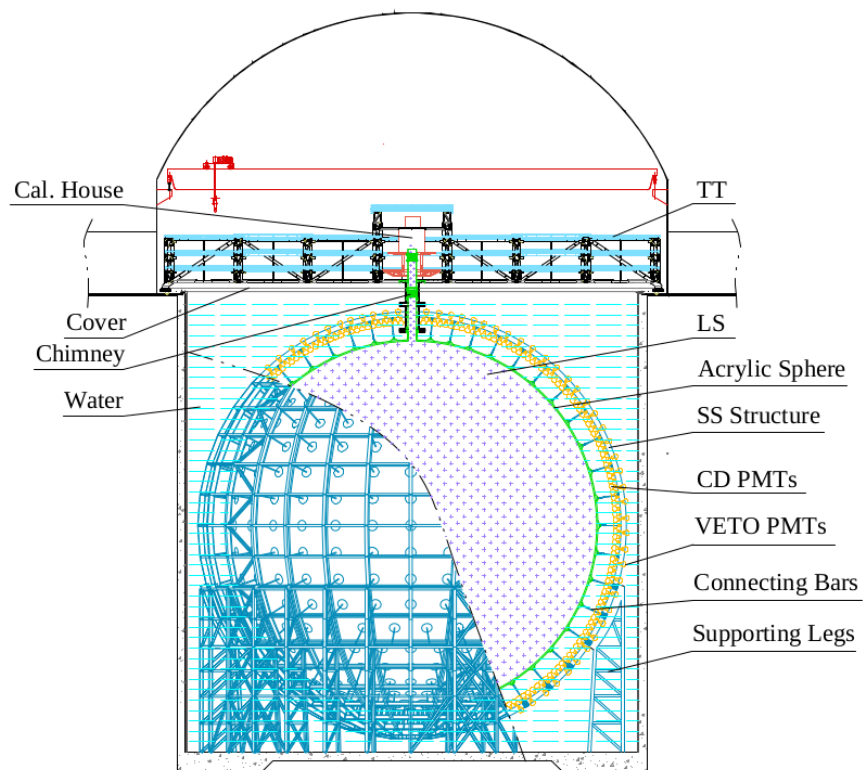 Cal. House
TT
Cover
Chimney
Water
LS
Acrylic Sphere
SS Structure
CD PMTs
VETO PMTs
Connecting Bars
Supporting Legs